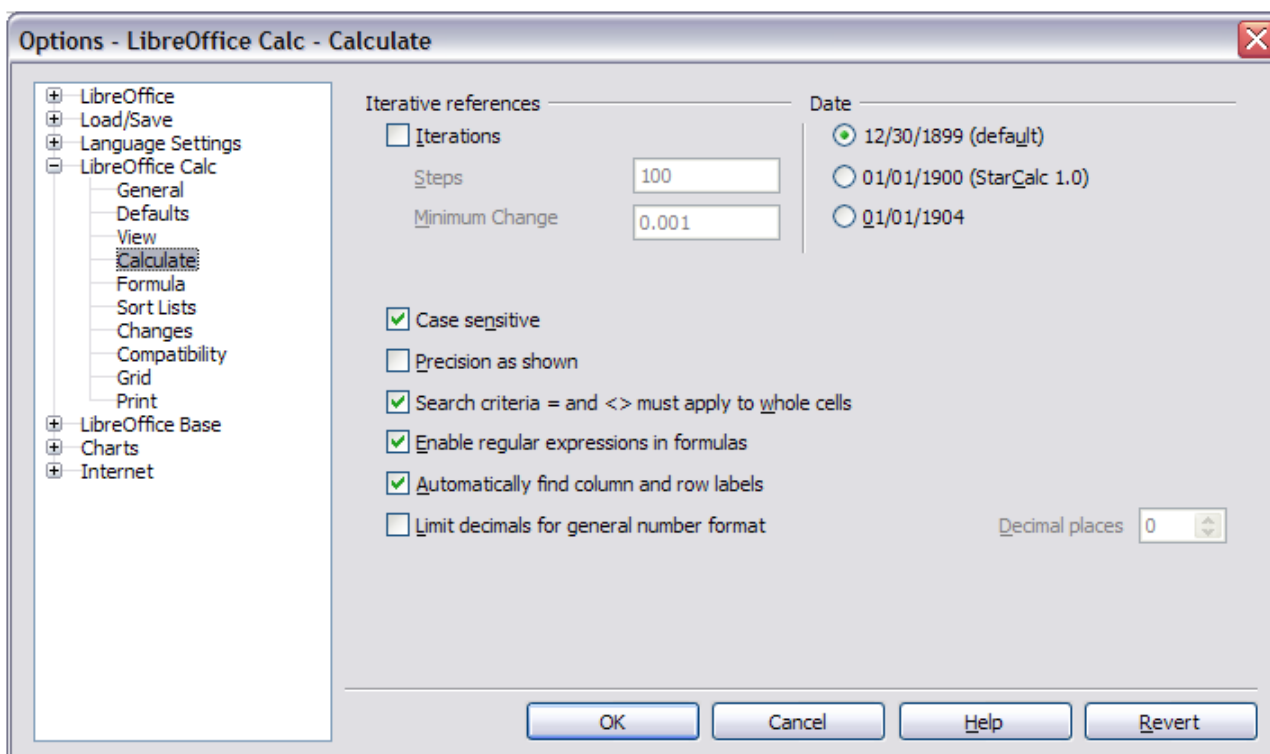 Options - LibreOffice Calc - Calculate
LibreOffice
Load/Save
Language Settings
LibreOffice Calc
General
Defaults
View
Calculate
Formula
Sort Lists
Changes
Compatibility
Grid
Print
LibreOffice Base
Charts
Internet
Iterative references
Iterations
Steps 100
Minimum Change 0.001
Date
12/30/1899 (default)
01/01/1900 (StarCalc 1.0)
01/01/1904
Case sensitive
Precision as shown
Search criteria = and <> must apply to whole cells
Enable regular expressions in formulas
Automatically find column and row labels
Limit decimals for general number format Decimal places 0
OK Cancel Help Revert